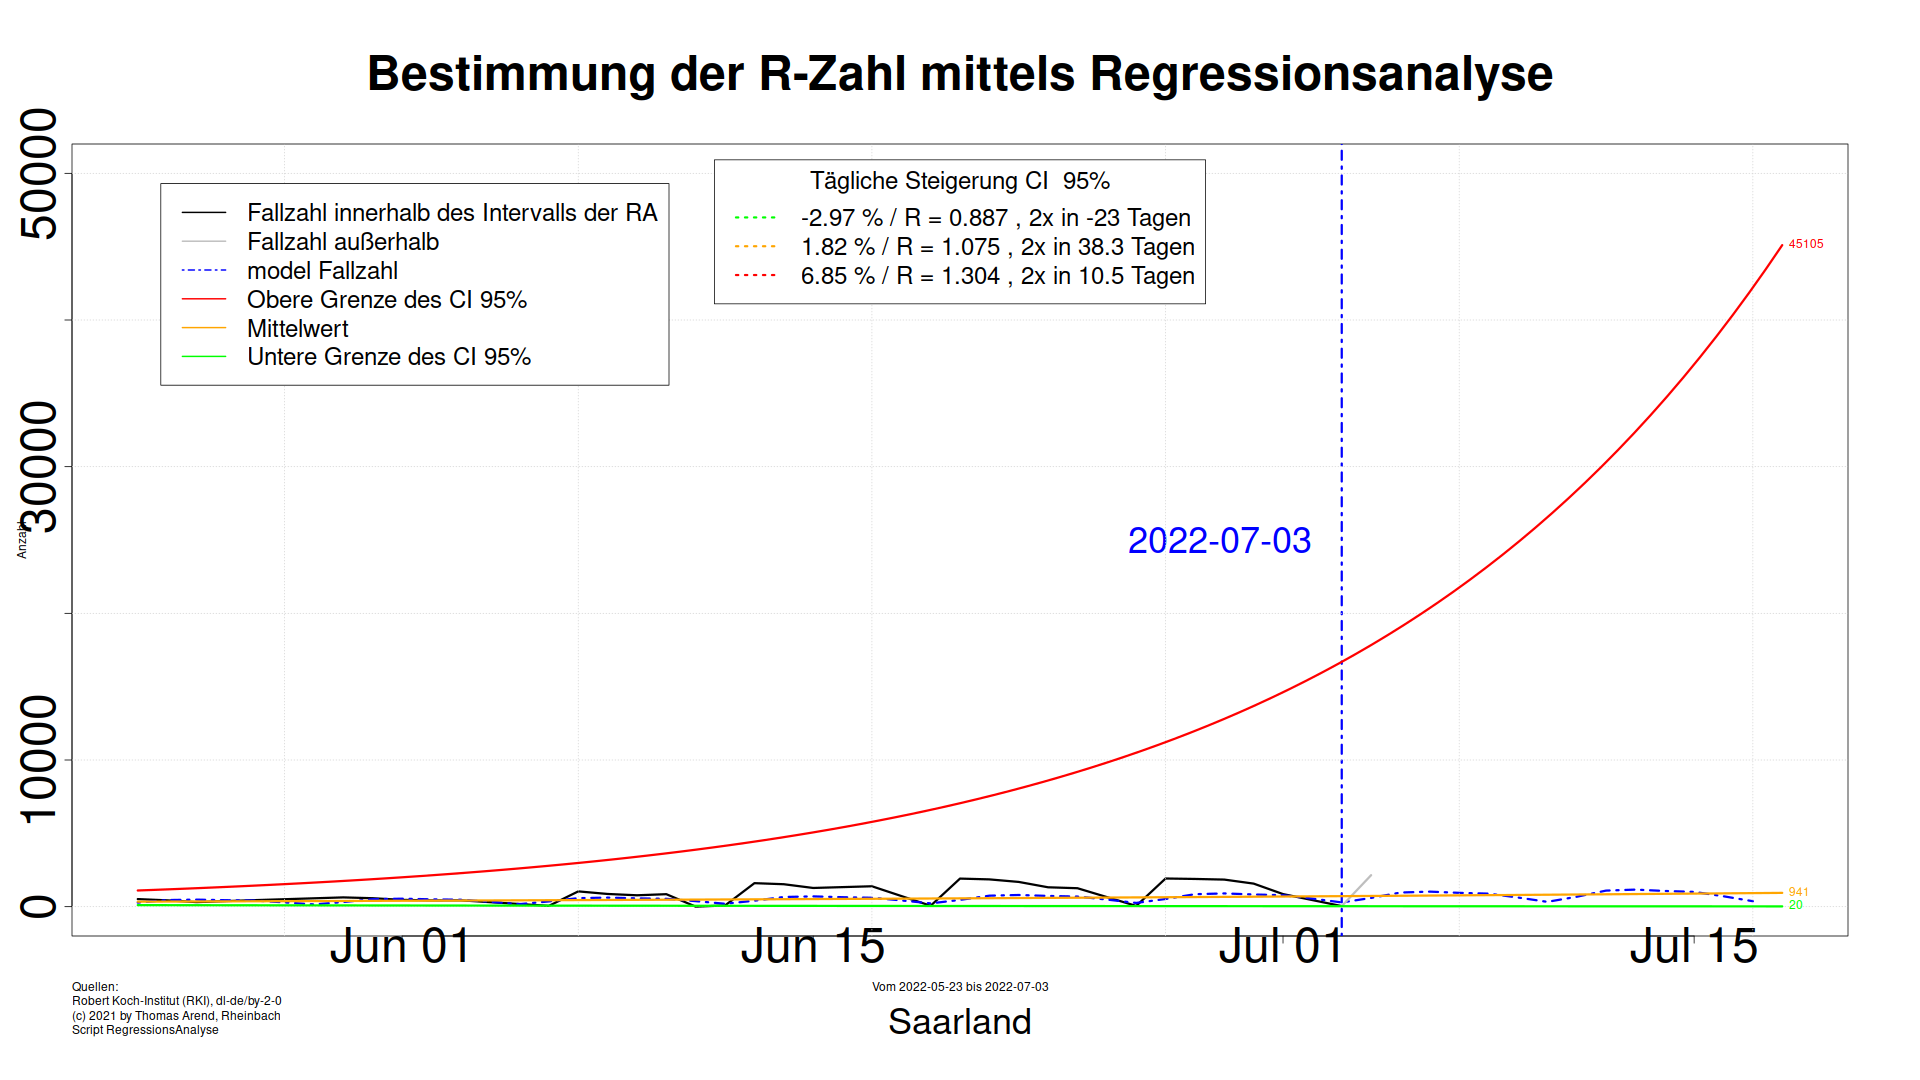 Bestimmung der R-Zahl mittels Regressionsanalyse
50000
30000
10000
0
Anzahl
Fallzahl innerhalb des Intervalls der RA
Fallzahl außerhalb
model Fallzahl
Obere Grenze des CI 95%
Mittelwert
Untere Grenze des CI 95%
Tägliche Steigerung CI 95%
-2.97 % / R = 0.887 , 2x in -23 Tagen
1.82 % / R = 1.075 , 2x in 38.3 Tagen
6.85 % / R = 1.304 , 2x in 10.5 Tagen
45105
2022-07-03
941
20
Jun 01
Jun 15
Jul 01
Jul 15
Quellen:
Robert Koch-Institut (RKI), dl-de/by-2-0
(c) 2021 by Thomas Arend, Rheinbach
Script RegressionsAnalyse
Vom 2022-05-23 bis 2022-07-03
Saarland